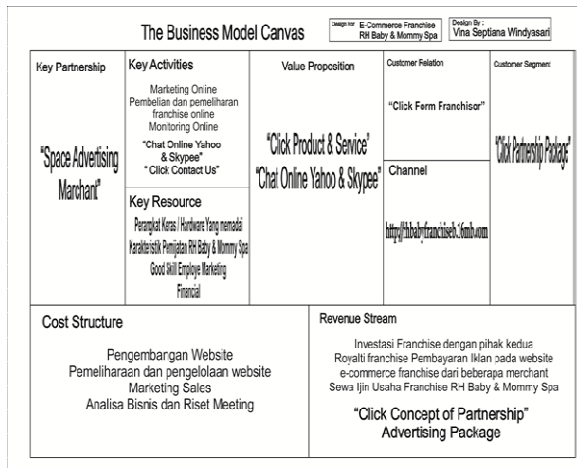 The Business Model Canvas
Design For
E-Commerce Franchise
RH Baby & Mommy Spa
Design By :
Vina Septiana Windyasari
Key Partnership
"Space Advertising
Marchant"
Key Activities
Marketing Online
Pembelian dan pemeliharan
franchise online
Monitoring Online
"Chat Online Yahoo
& Skypee"
"Click Contact Us"
Key Resource
Perangkat Keras / Hardware Yang memadai
Karakteristik Pemijatan RH Baby & Mommy Spa
Good Skill Employe Marketing
Financial
Value Proposition
"Click Product & Service"
"Chat Online Yahoo & Skypee"
Customer Relation
"Click Form Franchisor"
Channel
Customer Segment
"Click Partnership Package"
Cost Structure
Pengembangan Website
Pemeliharaan dan pengelolaan website
Marketing Sales
Analisa Bisnis dan Riset Meeting
Revenue Stream
Investasi Franchise dengan pihak kedua
Royalti franchise Pembayaran Iklan pada website
e-commerce franchise dari beberapa merchant
Sewa Ijin Usaha Franchise RH Baby & Mommy Spa
"Click Concept of Partnership"
Advertising Package